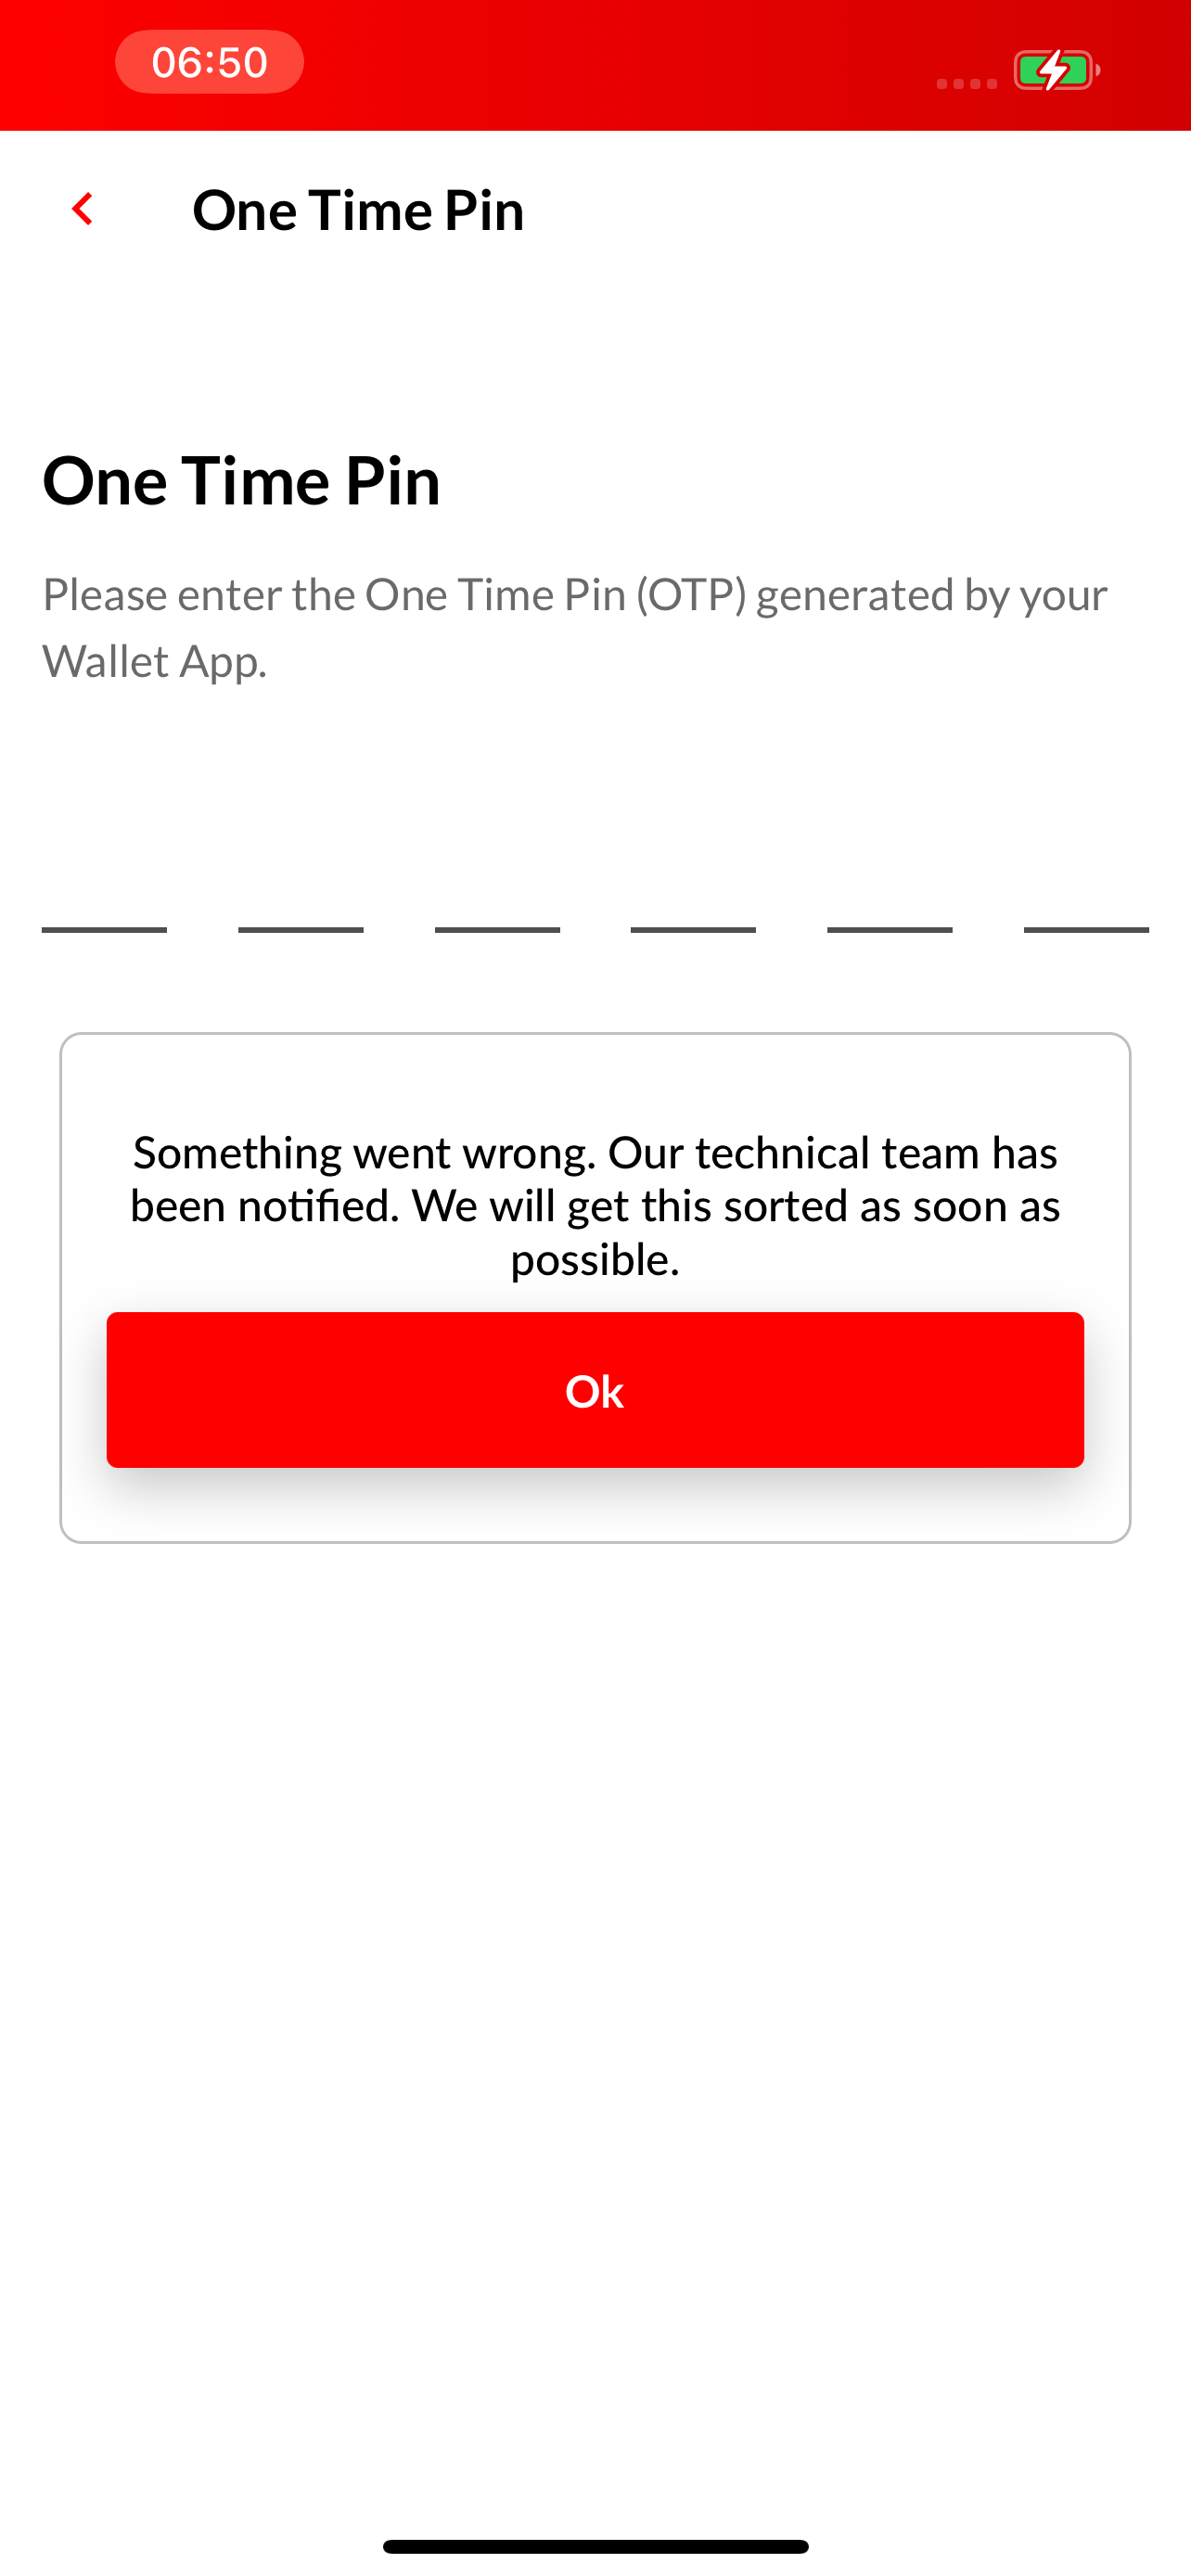 06:50
One Time Pin
One Time Pin
Please enter the One Time Pin (OTP) generated by your
Wallet App.
Something went wrong. Our technical team has
been notified. We will get this sorted as soon as
possible.
Ok